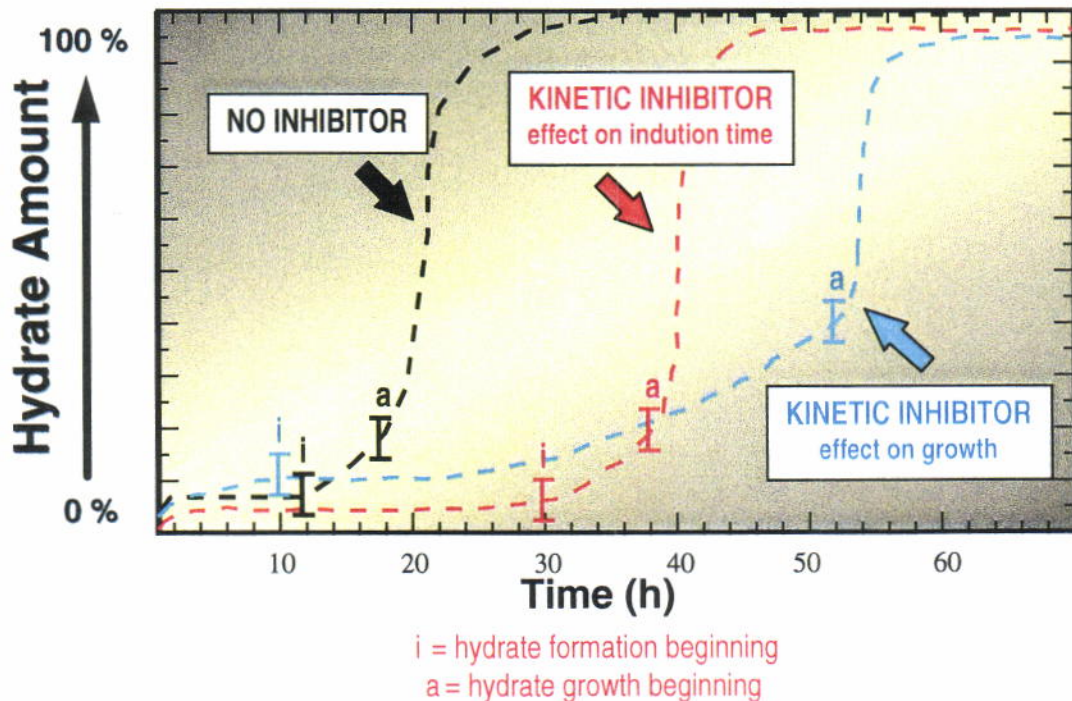 100 %
Hydrate Amount
0 %
NO INHIBITOR
KINETIC INHIBITOR
effect on indution time
KINETIC INHIBITOR
effect on growth
i
i
a
i
a
a
10
20
30
40
50
60
Time (h)
i = hydrate formation beginning
a = hydrate growth beginning